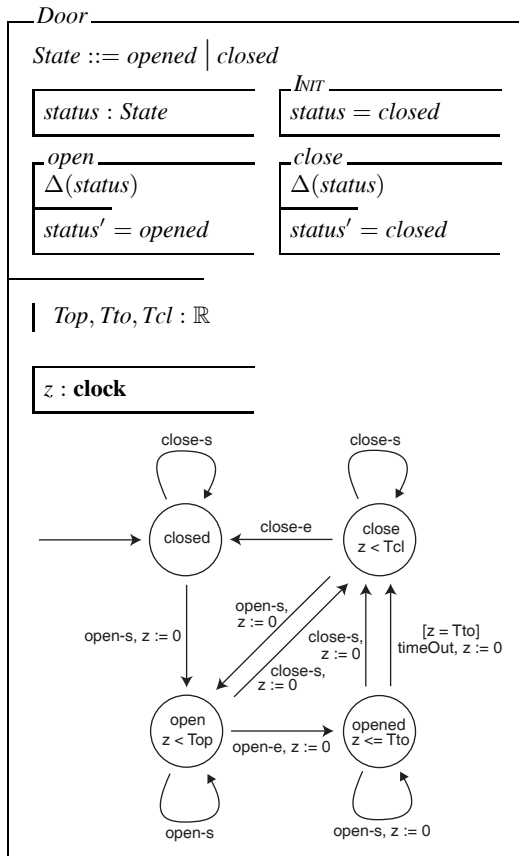 Door
State ::= opened | closed
status : State
INIT
status = closed
open
Δ(status)
status′ = opened
close
Δ(status)
status′ = closed
Top, Tto, Tcl : ℝ
z : clock
close-s
close-s
closed
close-e
close
z < Tcl
open-s, z := 0
open-s,
z := 0
close-s,
z := 0
close-s,
z := 0
[z = Tto]
timeOut, z := 0
open
z < Top
open-e, z := 0
opened
z <= Tto
open-s
open-s, z := 0